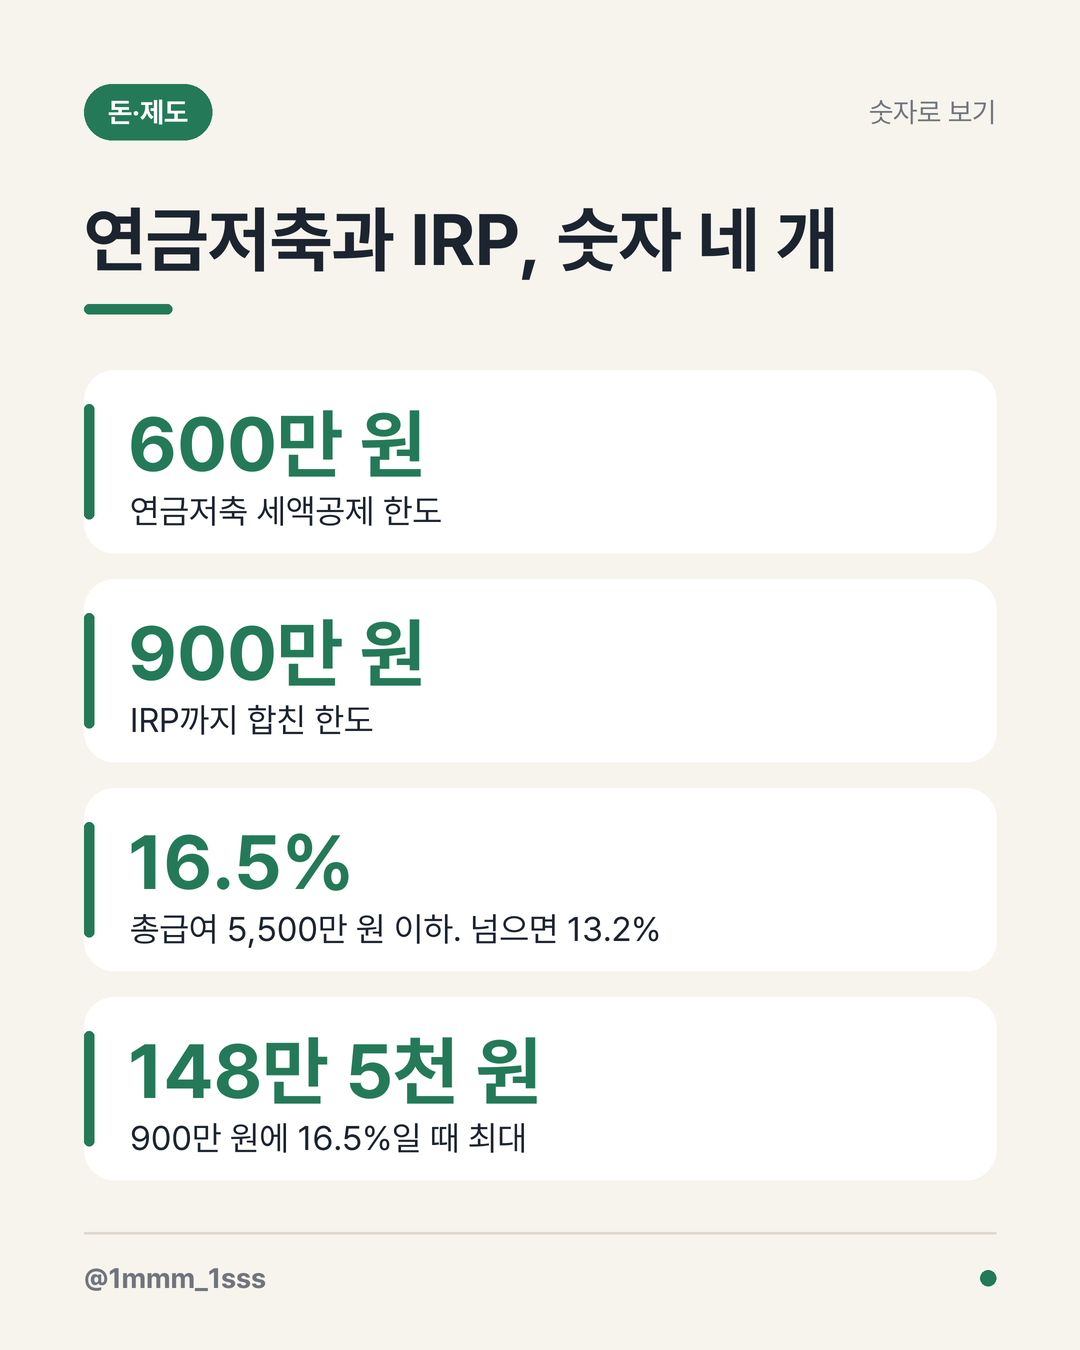 돈·제도
숫자로 보기
연금저축과 IRP, 숫자 네 개
600만 원
연금저축 세액공제 한도
900만 원
IRP까지 합친 한도
16.5%
총급여 5,500만 원 이하. 넘으면 13.2%
148만 5천 원
900만 원에 16.5%일 때 최대
@1mmm_1sss